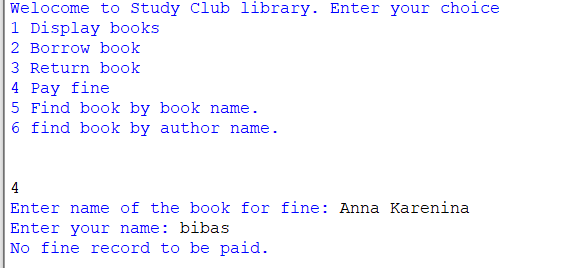 Welocome to Study Club library. Enter your choice
1 Display books
2 Borrow book
3 Return book
4 Pay fine
5 Find book by book name.
6 find book by author name.
4
Enter name of the book for fine: Anna Karenina
Enter your name: bibas
No fine record to be paid.